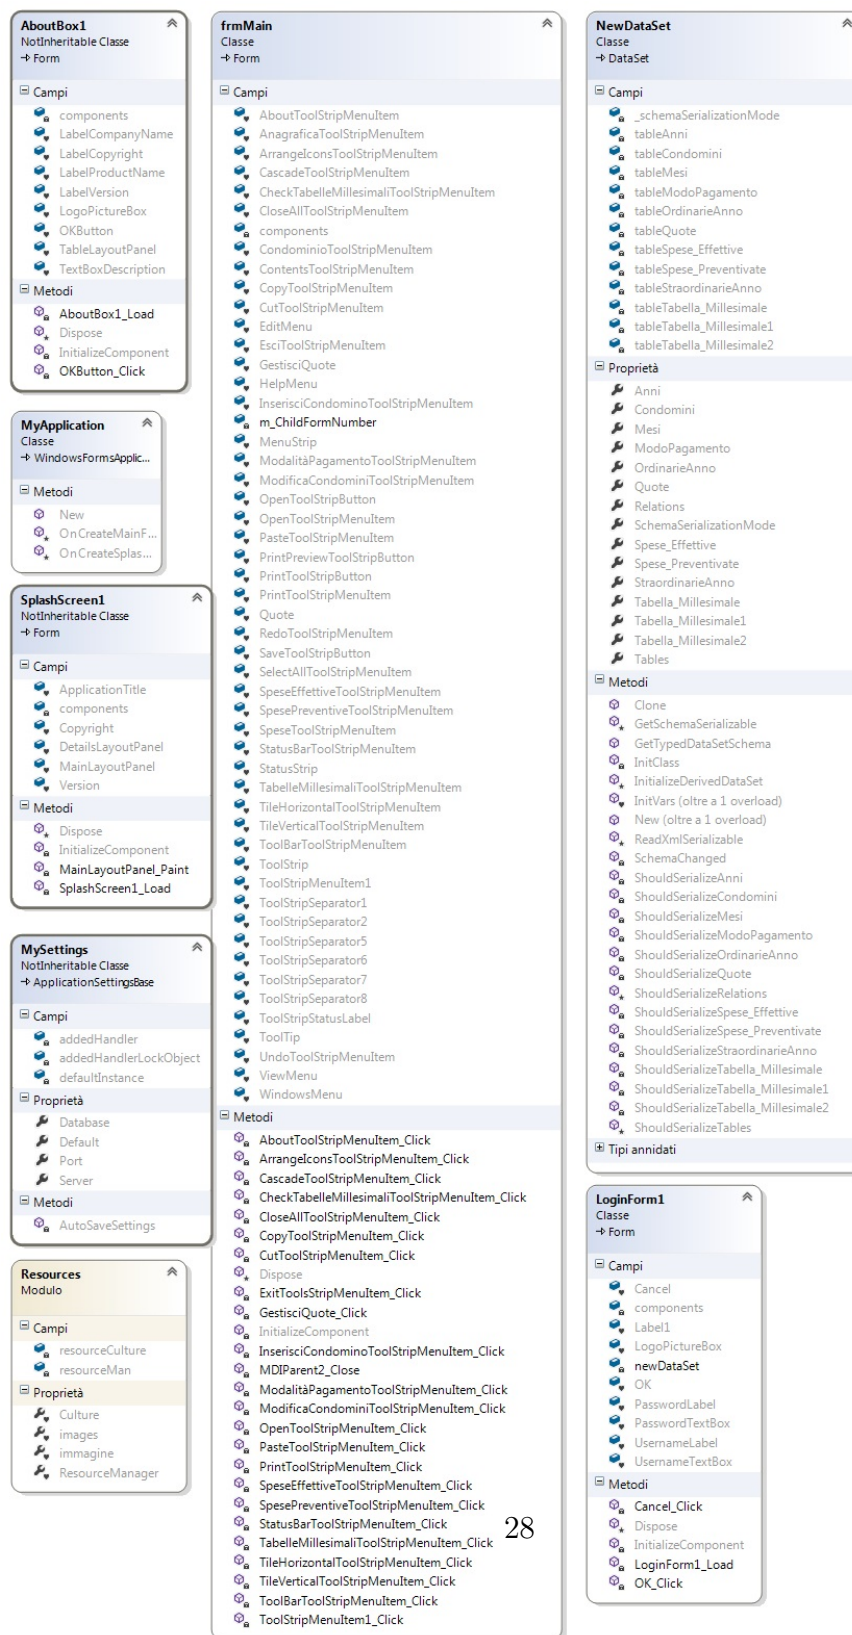 AboutBox1
NotInheritable Classe
Form
Campi
components
LabelCompanyName
LabelCopyright
LabelProductName
LabelVersion
LogoPictureBox
OKButton
TableLayoutPanel
TextBoxDescription
Metodi
AboutBox1_Load
Dispose
InitializeComponent
OKButton_Click
MyApplication
Classe
WindowsFormsApplic...
Metodi
New
OnCreateMainF...
OnCreateSplas...
SplashScreen1
NotInheritable Classe
Form
Campi
ApplicationTitle
components
Copyright
DetailsLayoutPanel
MainLayoutPanel
Version
Metodi
Dispose
InitializeComponent
MainLayoutPanel_Paint
SplashScreen1_Load
MySettings
NotInheritable Classe
ApplicationSettingsBase
Campi
addedHandler
addedHandlerLockObject
defaultInstance
Proprietà
Database
Default
Port
Server
Metodi
AutoSaveSettings
Resources
Modulo
Campi
resourceCulture
resourceMan
Proprietà
Culture
images
immagine
ResourceManager
frmMain
Classe
Form
Campi
AboutToolStripMenuItem
AnagraficaToolStripMenuItem
ArrangeIconsToolStripMenuItem
CascadeToolStripMenuItem
CheckTabelleMillesimaliToolStripMenuItem
CloseAllToolStripMenuItem
components
CondominioToolStripMenuItem
ContentsToolStripMenuItem
CopyToolStripMenuItem
CutToolStripMenuItem
EditMenu
EsciToolStripMenuItem
GestisciQuote
HelpMenu
InserisciCondominoToolStripMenuItem
m_ChildFormNumber
MenuStrip
ModalitàPagamentoToolStripMenuItem
ModificaCondominiToolStripMenuItem
OpenToolStripButton
OpenToolStripMenuItem
PasteToolStripMenuItem
PrintPreviewToolStripButton
PrintToolStripButton
PrintToolStripMenuItem
Quote
RedoToolStripMenuItem
SaveToolStripButton
SelectAllToolStripMenuItem
SpeseEffettiveToolStripMenuItem
SpesePreventiveToolStripMenuItem
SpeseToolStripMenuItem
StatusBarToolStripMenuItem
StatusStrip
TabelleMillesimaliToolStripMenuItem
TileHorizontalToolStripMenuItem
TileVerticalToolStripMenuItem
ToolBarToolStripMenuItem
ToolStrip
ToolStripMenuItem1
ToolStripSeparator1
ToolStripSeparator2
ToolStripSeparator5
ToolStripSeparator6
ToolStripSeparator7
ToolStripSeparator8
ToolStripStatusLabel
ToolTip
UndoToolStripMenuItem
ViewMenu
WindowsMenu
Metodi
AboutToolStripMenuItem_Click
ArrangeIconsToolStripMenuItem_Click
CascadeToolStripMenuItem_Click
CheckTabelleMillesimaliToolStripMenuItem_Click
CloseAllToolStripMenuItem_Click
CopyToolStripMenuItem_Click
CutToolStripMenuItem_Click
Dispose
ExitToolsStripMenuItem_Click
GestisciQuote_Click
InitializeComponent
InserisciCondominoToolStripMenuItem_Click
MDIParent2_Close
ModalitàPagamentoToolStripMenuItem_Click
ModificaCondominiToolStripMenuItem_Click
OpenToolStripMenuItem_Click
PasteToolStripMenuItem_Click
PrintToolStripMenuItem_Click
SpeseEffettiveToolStripMenuItem_Click
SpesePreventiveToolStripMenuItem_Click
StatusBarToolStripMenuItem_Click
TabelleMillesimaliToolStripMenuItem_Click
TileHorizontalToolStripMenuItem_Click
TileVerticalToolStripMenuItem_Click
ToolBarToolStripMenuItem_Click
ToolStripMenuItem1_Click
NewDataSet
Classe
DataSet
Campi
_schemaSerializationMode
tableAnni
tableCondomini
tableMesi
tableModoPagamento
tableOrdinarieAnno
tableQuote
tableSpese_Effettive
tableSpese_Preventivate
tableStraordinarieAnno
tableTabella_Millesimale
tableTabella_Millesimale1
tableTabella_Millesimale2
Proprietà
Anni
Condomini
Mesi
ModoPagamento
OrdinarieAnno
Quote
Relations
SchemaSerializationMode
Spese_Effettive
Spese_Preventivate
StraordinarieAnno
Tabella_Millesimale
Tabella_Millesimale1
Tabella_Millesimale2
Tables
Metodi
Clone
GetSchemaSerializable
GetTypedDataSetSchema
InitClass
InitializeDerivedDataSet
InitVars (oltre a 1 overload)
New (oltre a 1 overload)
ReadXmlSerializable
SchemaChanged
ShouldSerializeAnni
ShouldSerializeCondomini
ShouldSerializeMesi
ShouldSerializeModoPagamento
ShouldSerializeOrdinarieAnno
ShouldSerializeQuote
ShouldSerializeRelations
ShouldSerializeSpese_Effettive
ShouldSerializeSpese_Preventivate
ShouldSerializeStraordinarieAnno
ShouldSerializeTabella_Millesimale
ShouldSerializeTabella_Millesimale1
ShouldSerializeTabella_Millesimale2
ShouldSerializeTables
Tipi annidati
LoginForm1
Classe
Form
Campi
Cancel
components
Label1
LogoPictureBox
newDataSet
OK
PasswordLabel
PasswordTextBox
UsernameLabel
UsernameTextBox
Metodi
Cancel_Click
Dispose
InitializeComponent
LoginForm1_Load
OK_Click
28